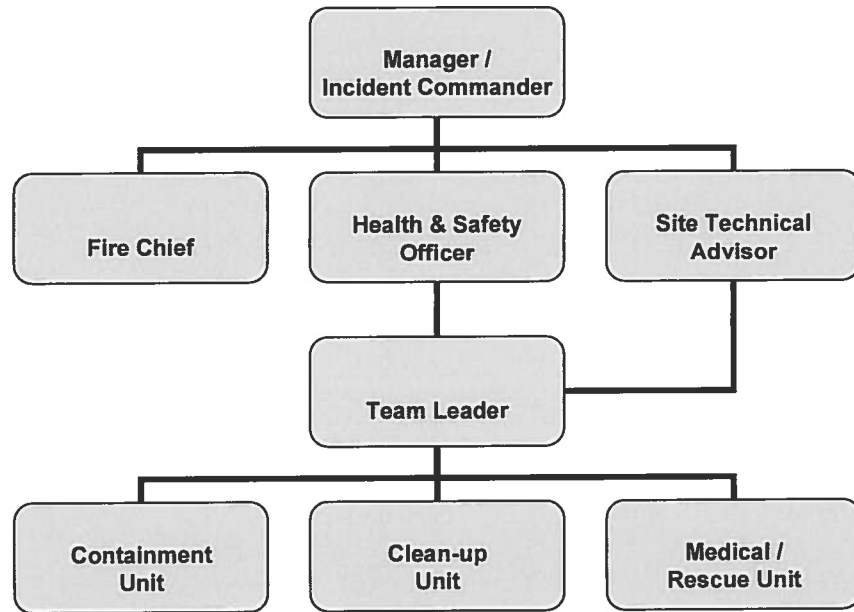 Manager /
Incident Commander
Fire Chief
Health & Safety
Officer
Site Technical
Advisor
Team Leader
Containment
Unit
Clean-up
Unit
Medical /
Rescue Unit